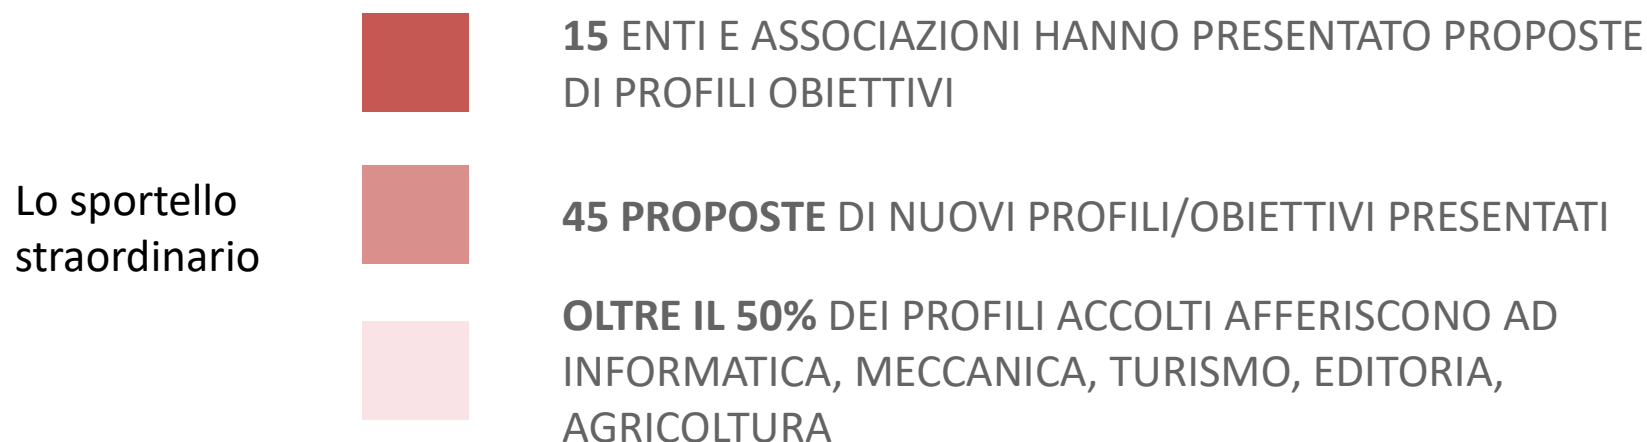 Lo sportello
straordinario
15 ENTI E ASSOCIAZIONI HANNO PRESENTATO PROPOSTE
DI PROFILI OBIETTIVI
45 PROPOSTE DI NUOVI PROFILI/OBIETTIVI PRESENTATI
OLTRE IL 50% DEI PROFILI ACCOLTI AFFERISCONO AD
INFORMATICA, MECCANICA, TURISMO, EDITORIA,
AGRICOLTURA